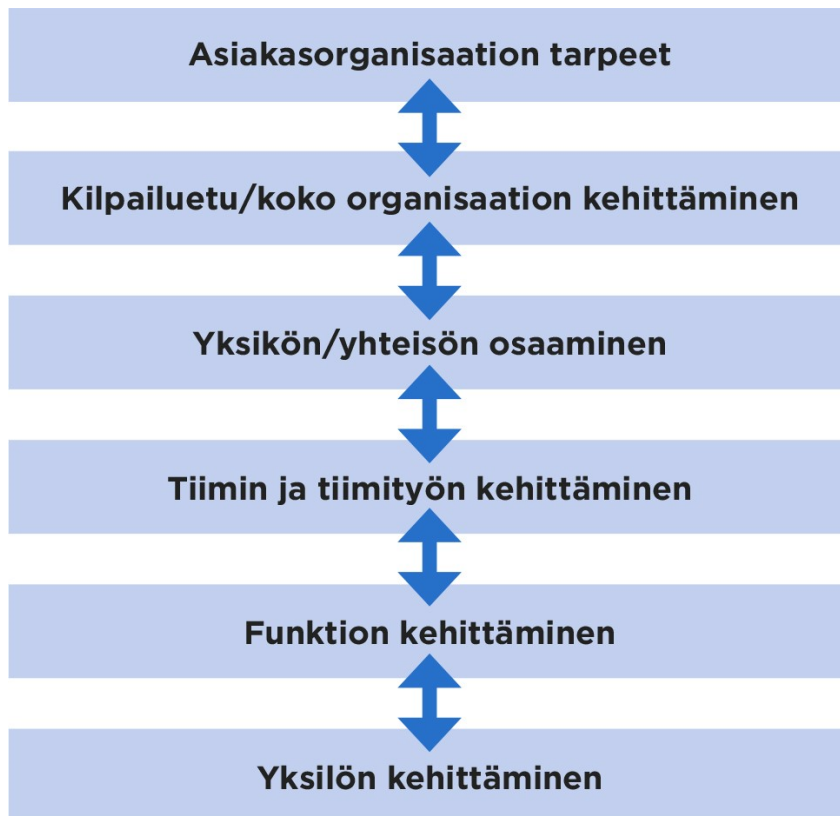 Asiakasorganisaation tarpeet
Kilpailuetu/koko organisaation kehittäminen
Yksikön/yhteisön osaaminen
Tiimin ja tiimityön kehittäminen
Funktion kehittäminen
Yksilön kehittäminen